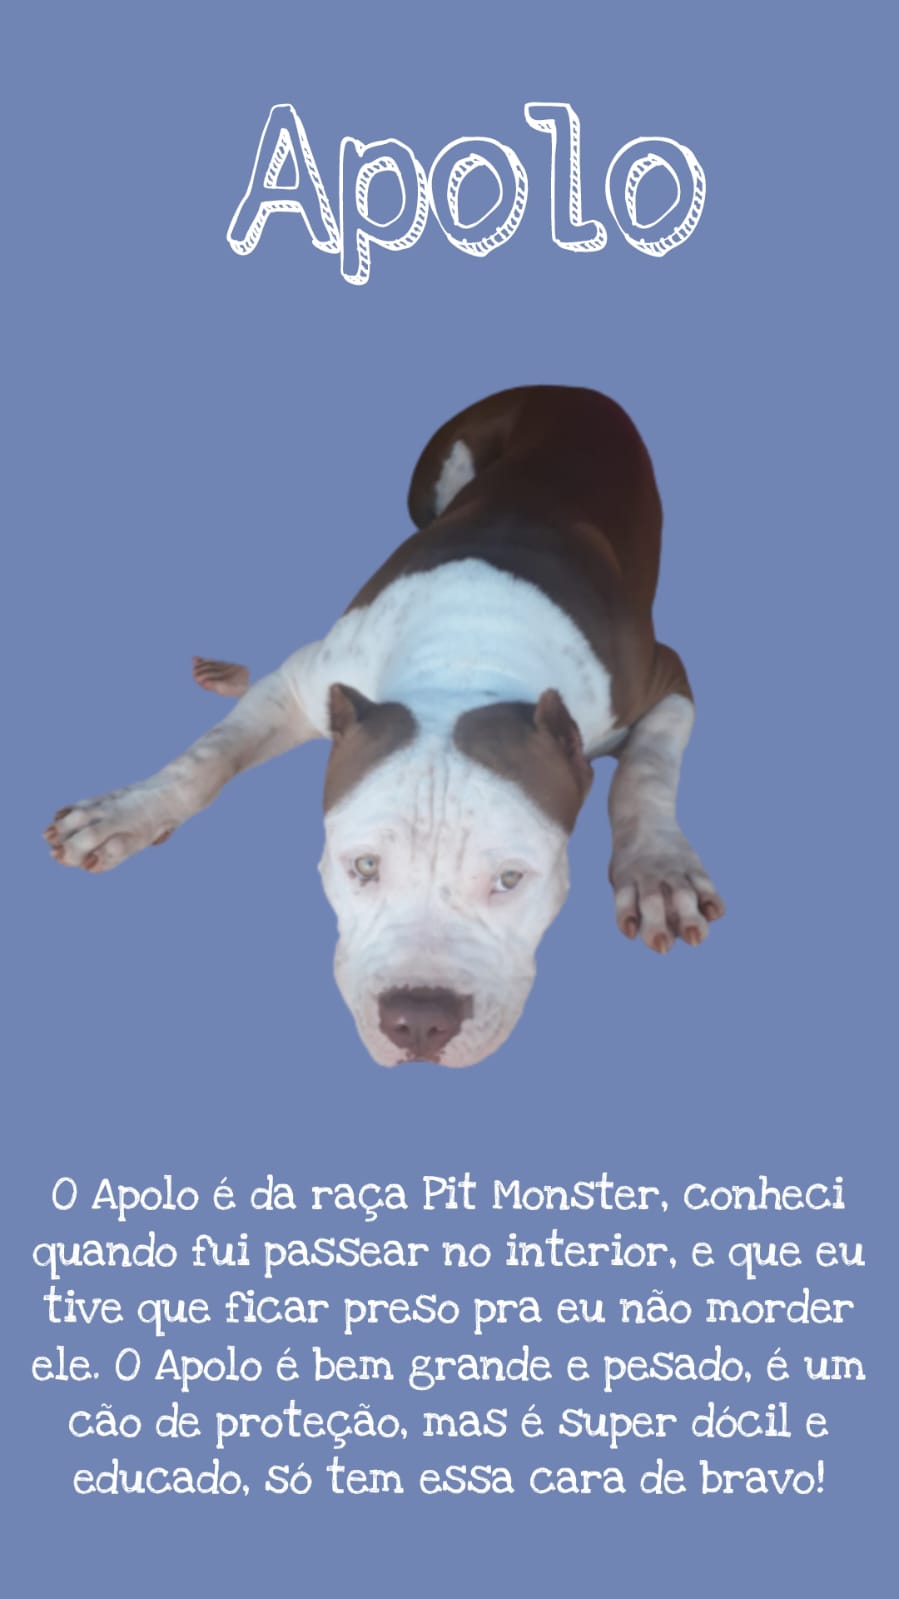 Apolo
O Apolo é da raça Pit Monster, conheci
quando fui passear no interior, e que eu
tive que ficar preso pra eu não morder
ele. O Apolo é bem grande e pesado, é um
cão de proteção, mas é super dócil e
educado, só tem essa cara de bravo!